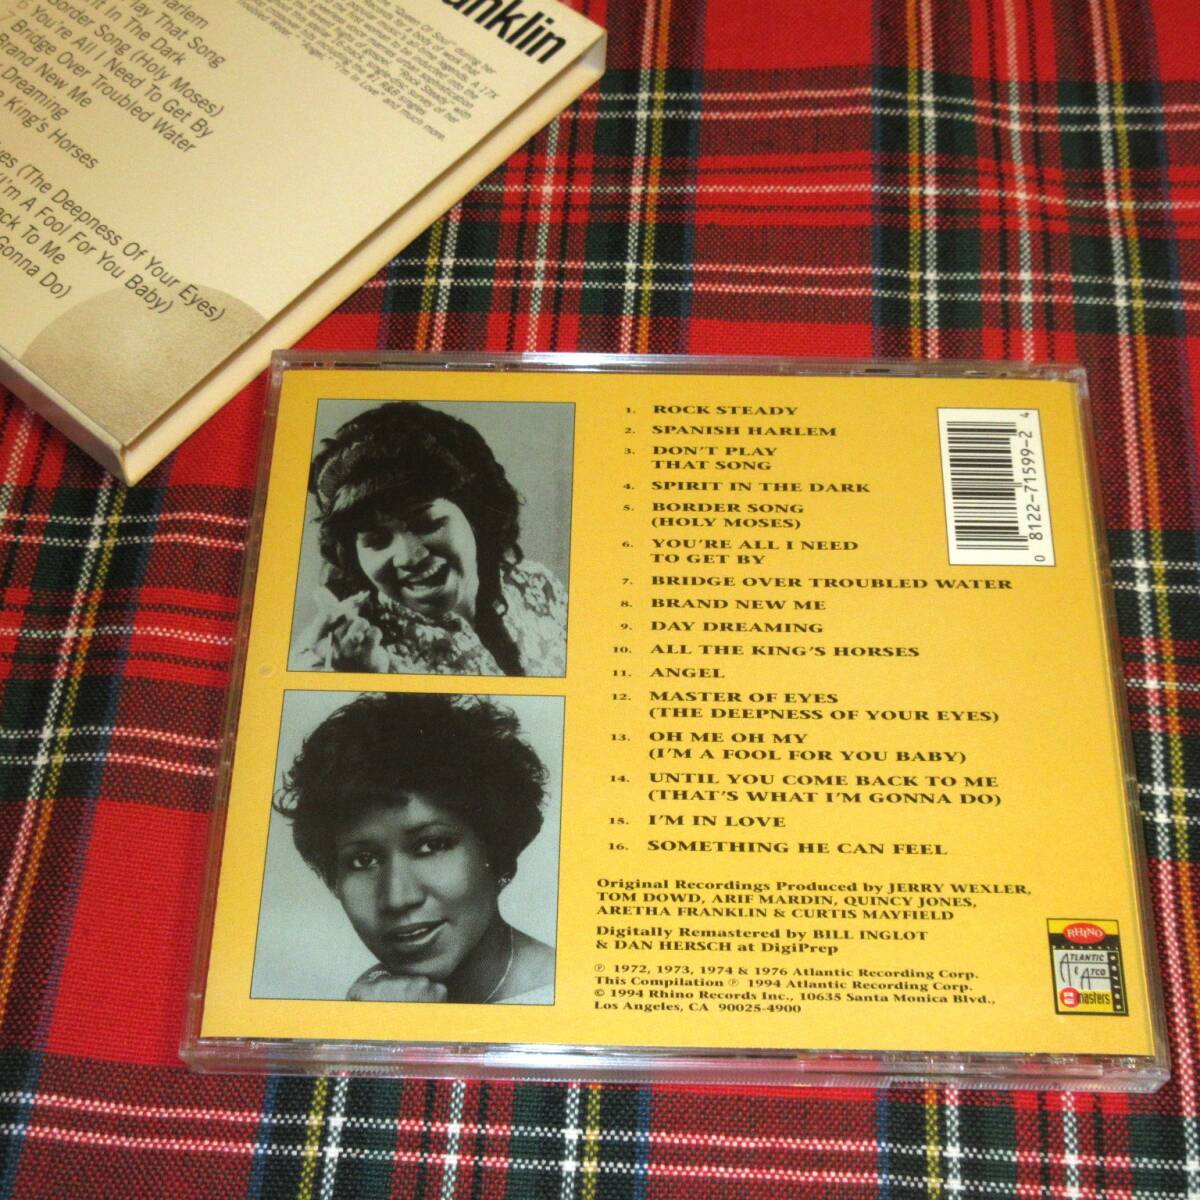 nklin
arlem
lay That Song
it In The Dark
order Song (Holy Moses)
You're All I Need To Get By
Bridge Over Troubled Water
Brand New Me
Dreaming
King's Horses
yes (The Deepness Of Your Eyes)
I'm A Fool For You Baby)
ack To Me
Gonna Do)
1. ROCK STEADY
2. SPANISH HARLEM
3. DON'T PLAY
THAT SONG
4. SPIRIT IN THE DARK
5. BORDER SONG
(HOLY MOSES)
6. YOU'RE ALL I NEED
TO GET BY
7. BRIDGE OVER TROUBLED WATER
8. BRAND NEW ME
9. DAY DREAMING
10. ALL THE KING'S HORSES
11. ANGEL
12. MASTER OF EYES
(THE DEEPNESS OF YOUR EYES)
13. OH ME OH MY
(I'M A FOOL FOR YOU BABY)
14. UNTIL YOU COME BACK TO ME
(THAT'S WHAT I'M GONNA DO)
15. I'M IN LOVE
16. SOMETHING HE CAN FEEL
0 8122-71599-2 4
Original Recordings Produced by JERRY WEXLER,
TOM DOWD, ARIF MARDIN, QUINCY JONES,
ARETHA FRANKLIN & CURTIS MAYFIELD
Digitally Remastered by BILL INGLOT
& DAN HERSCH at DigiPrep
℗ 1972, 1973, 1974 & 1976 Atlantic Recording Corp.
This Compilation ℗ 1994 Atlantic Recording Corp.
© 1994 Rhino Records Inc., 10635 Santa Monica Blvd.,
Los Angeles, CA 90025-4900
RHINO
ATLANTIC
& ATCO
Remasters